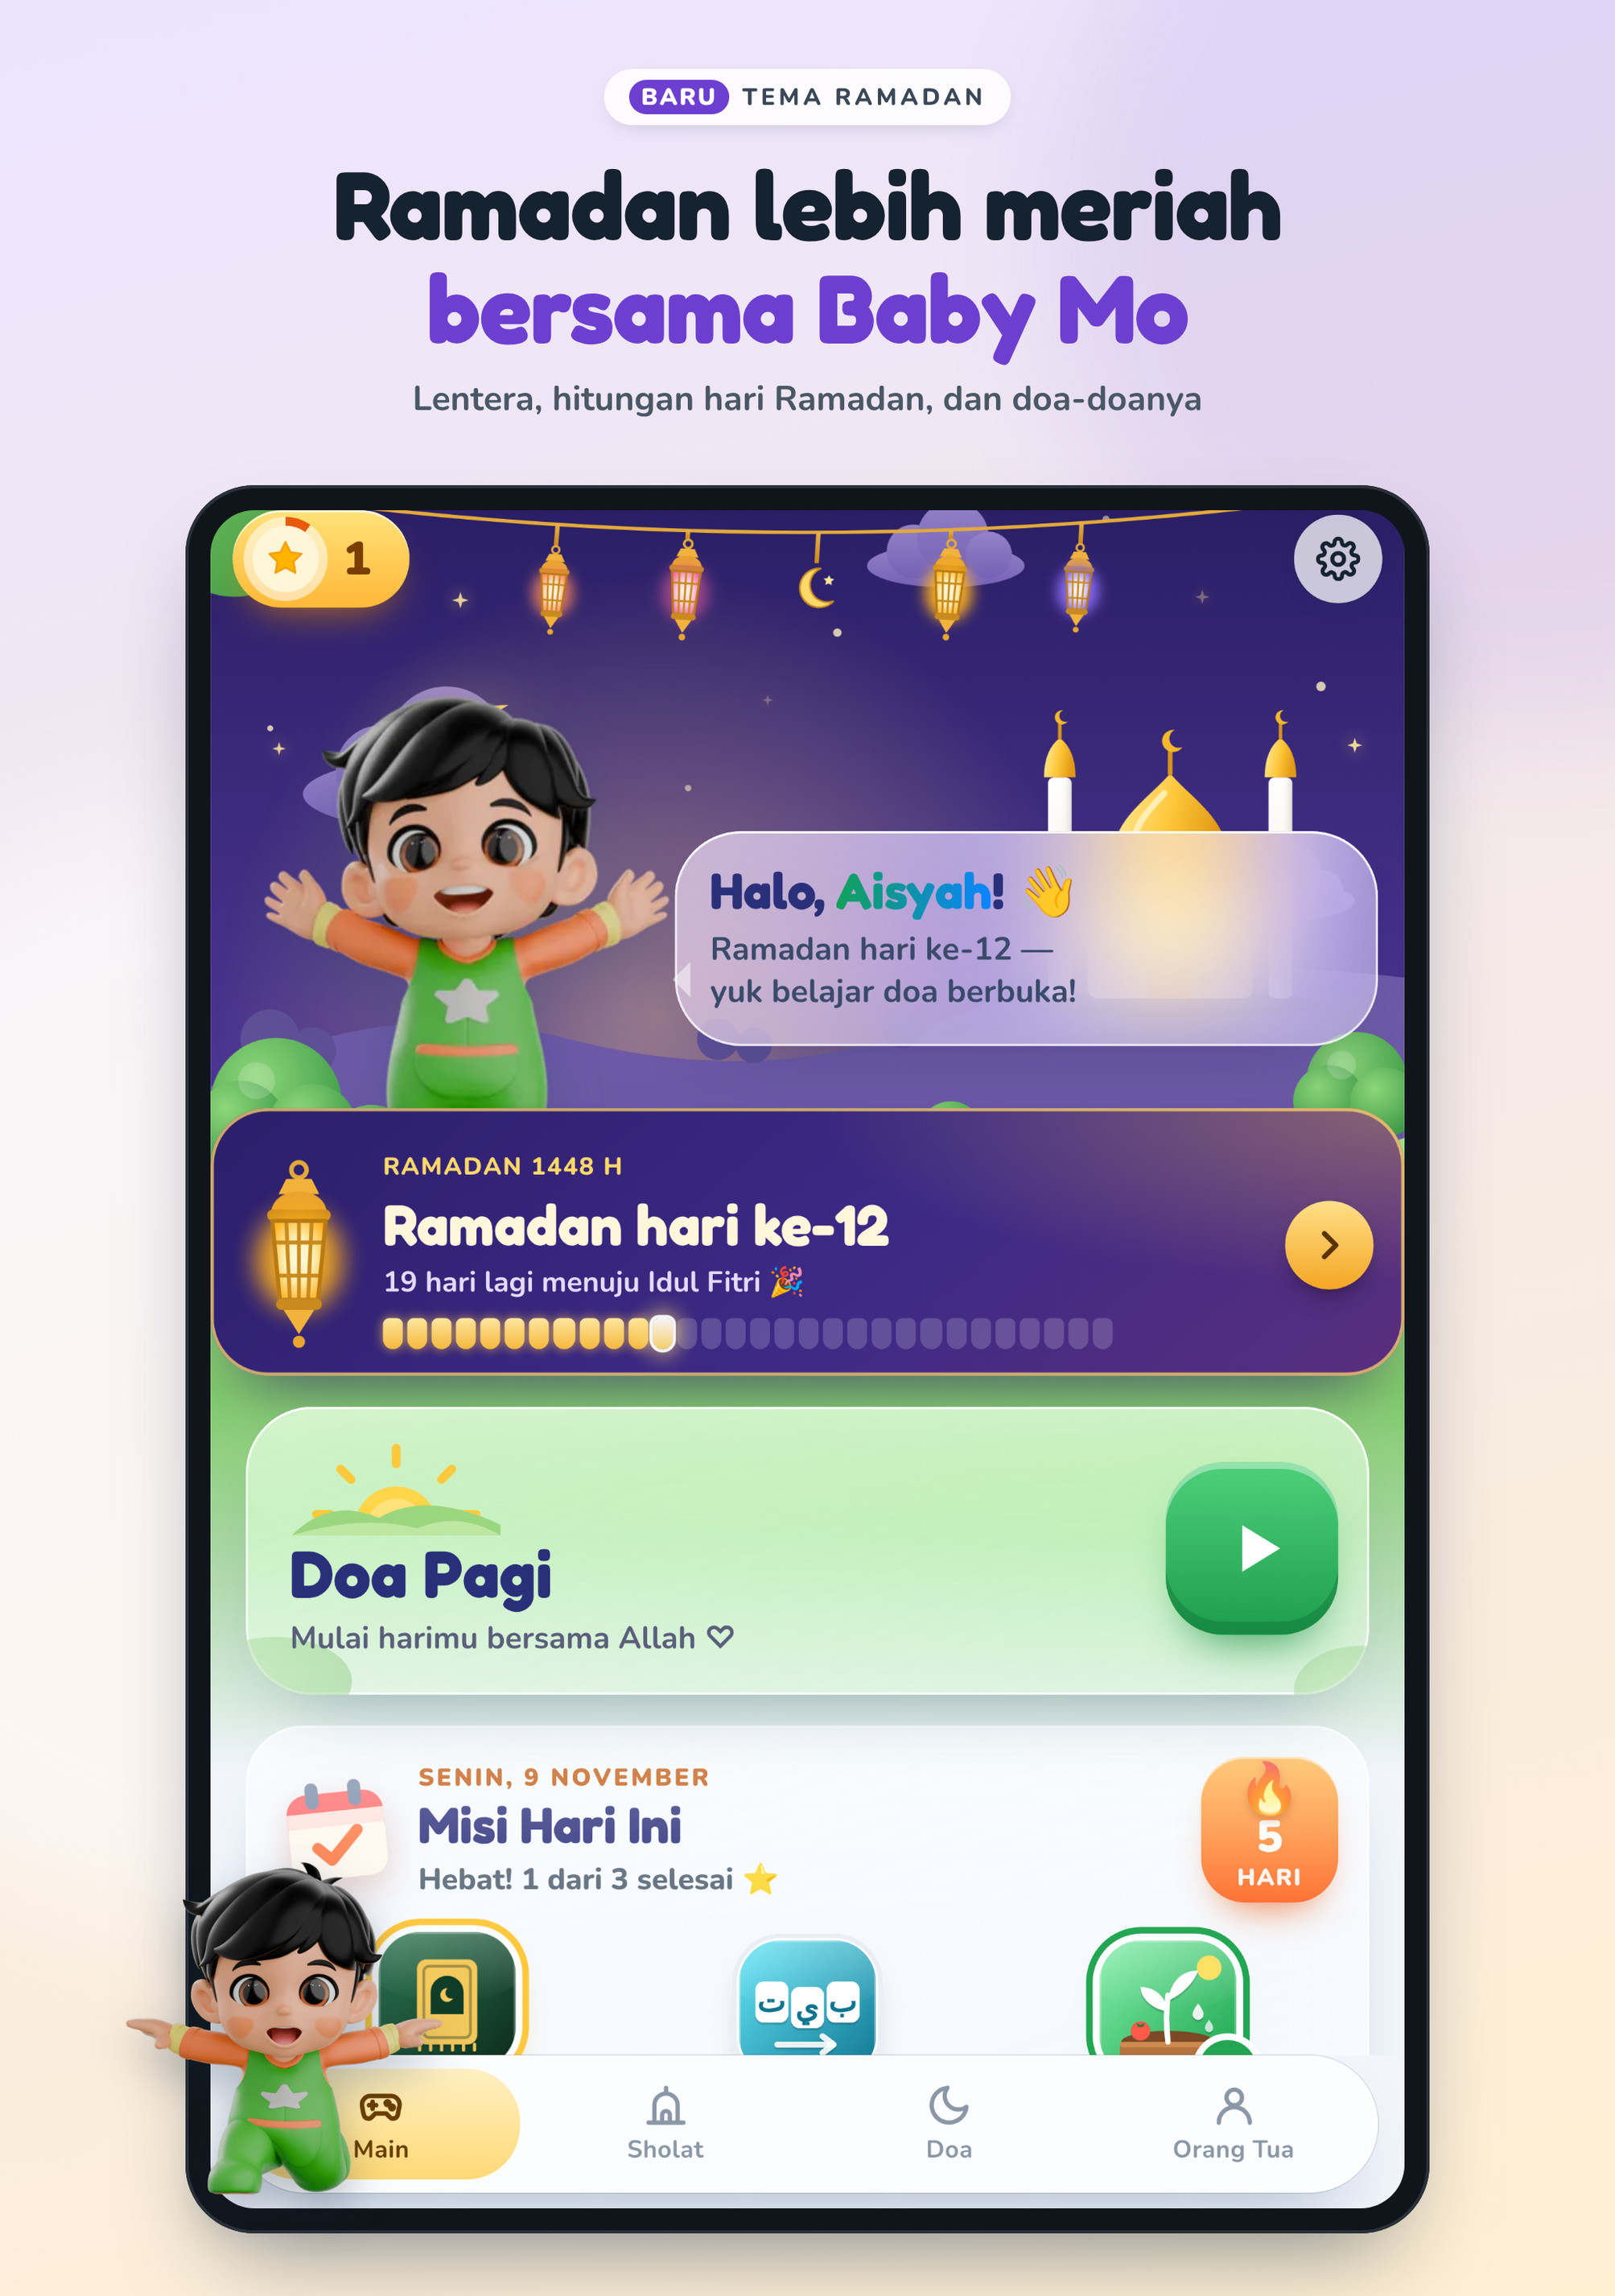 BARU TEMA RAMADAN
Ramadan lebih meriah
bersama Baby Mo
Lentera, hitungan hari Ramadan, dan doa-doanya
1
Halo, Aisyah! 👋
Ramadan hari ke-12 —
yuk belajar doa berbuka!
RAMADAN 1448 H
Ramadan hari ke-12
19 hari lagi menuju Idul Fitri 🎉
Doa Pagi
Mulai harimu bersama Allah ♡
SENIN, 9 NOVEMBER
Misi Hari Ini
Hebat! 1 dari 3 selesai ⭐
🔥
5
HARI
ب ي ت
Main
Sholat
Doa
Orang Tua